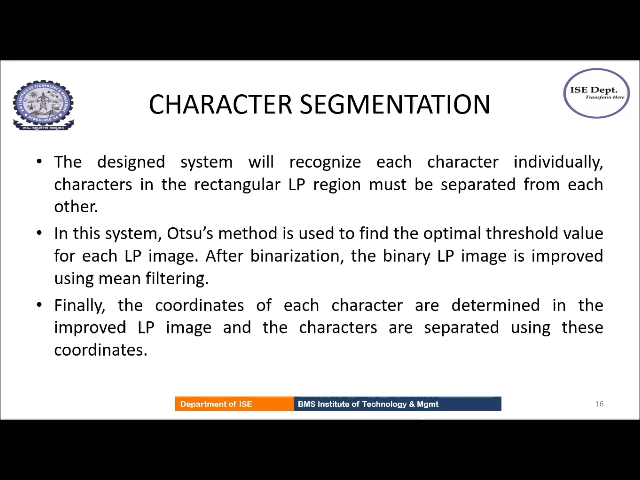 CHARACTER SEGMENTATION
ISE Dept.
Transform Here
• The designed system will recognize each character individually,
characters in the rectangular LP region must be separated from each
other.
• In this system, Otsu's method is used to find the optimal threshold value
for each LP image. After binarization, the binary LP image is improved
using mean filtering.
• Finally, the coordinates of each character are determined in the
improved LP image and the characters are separated using these
coordinates.
Department of ISE BMS Institute of Technology & Mgmt 16